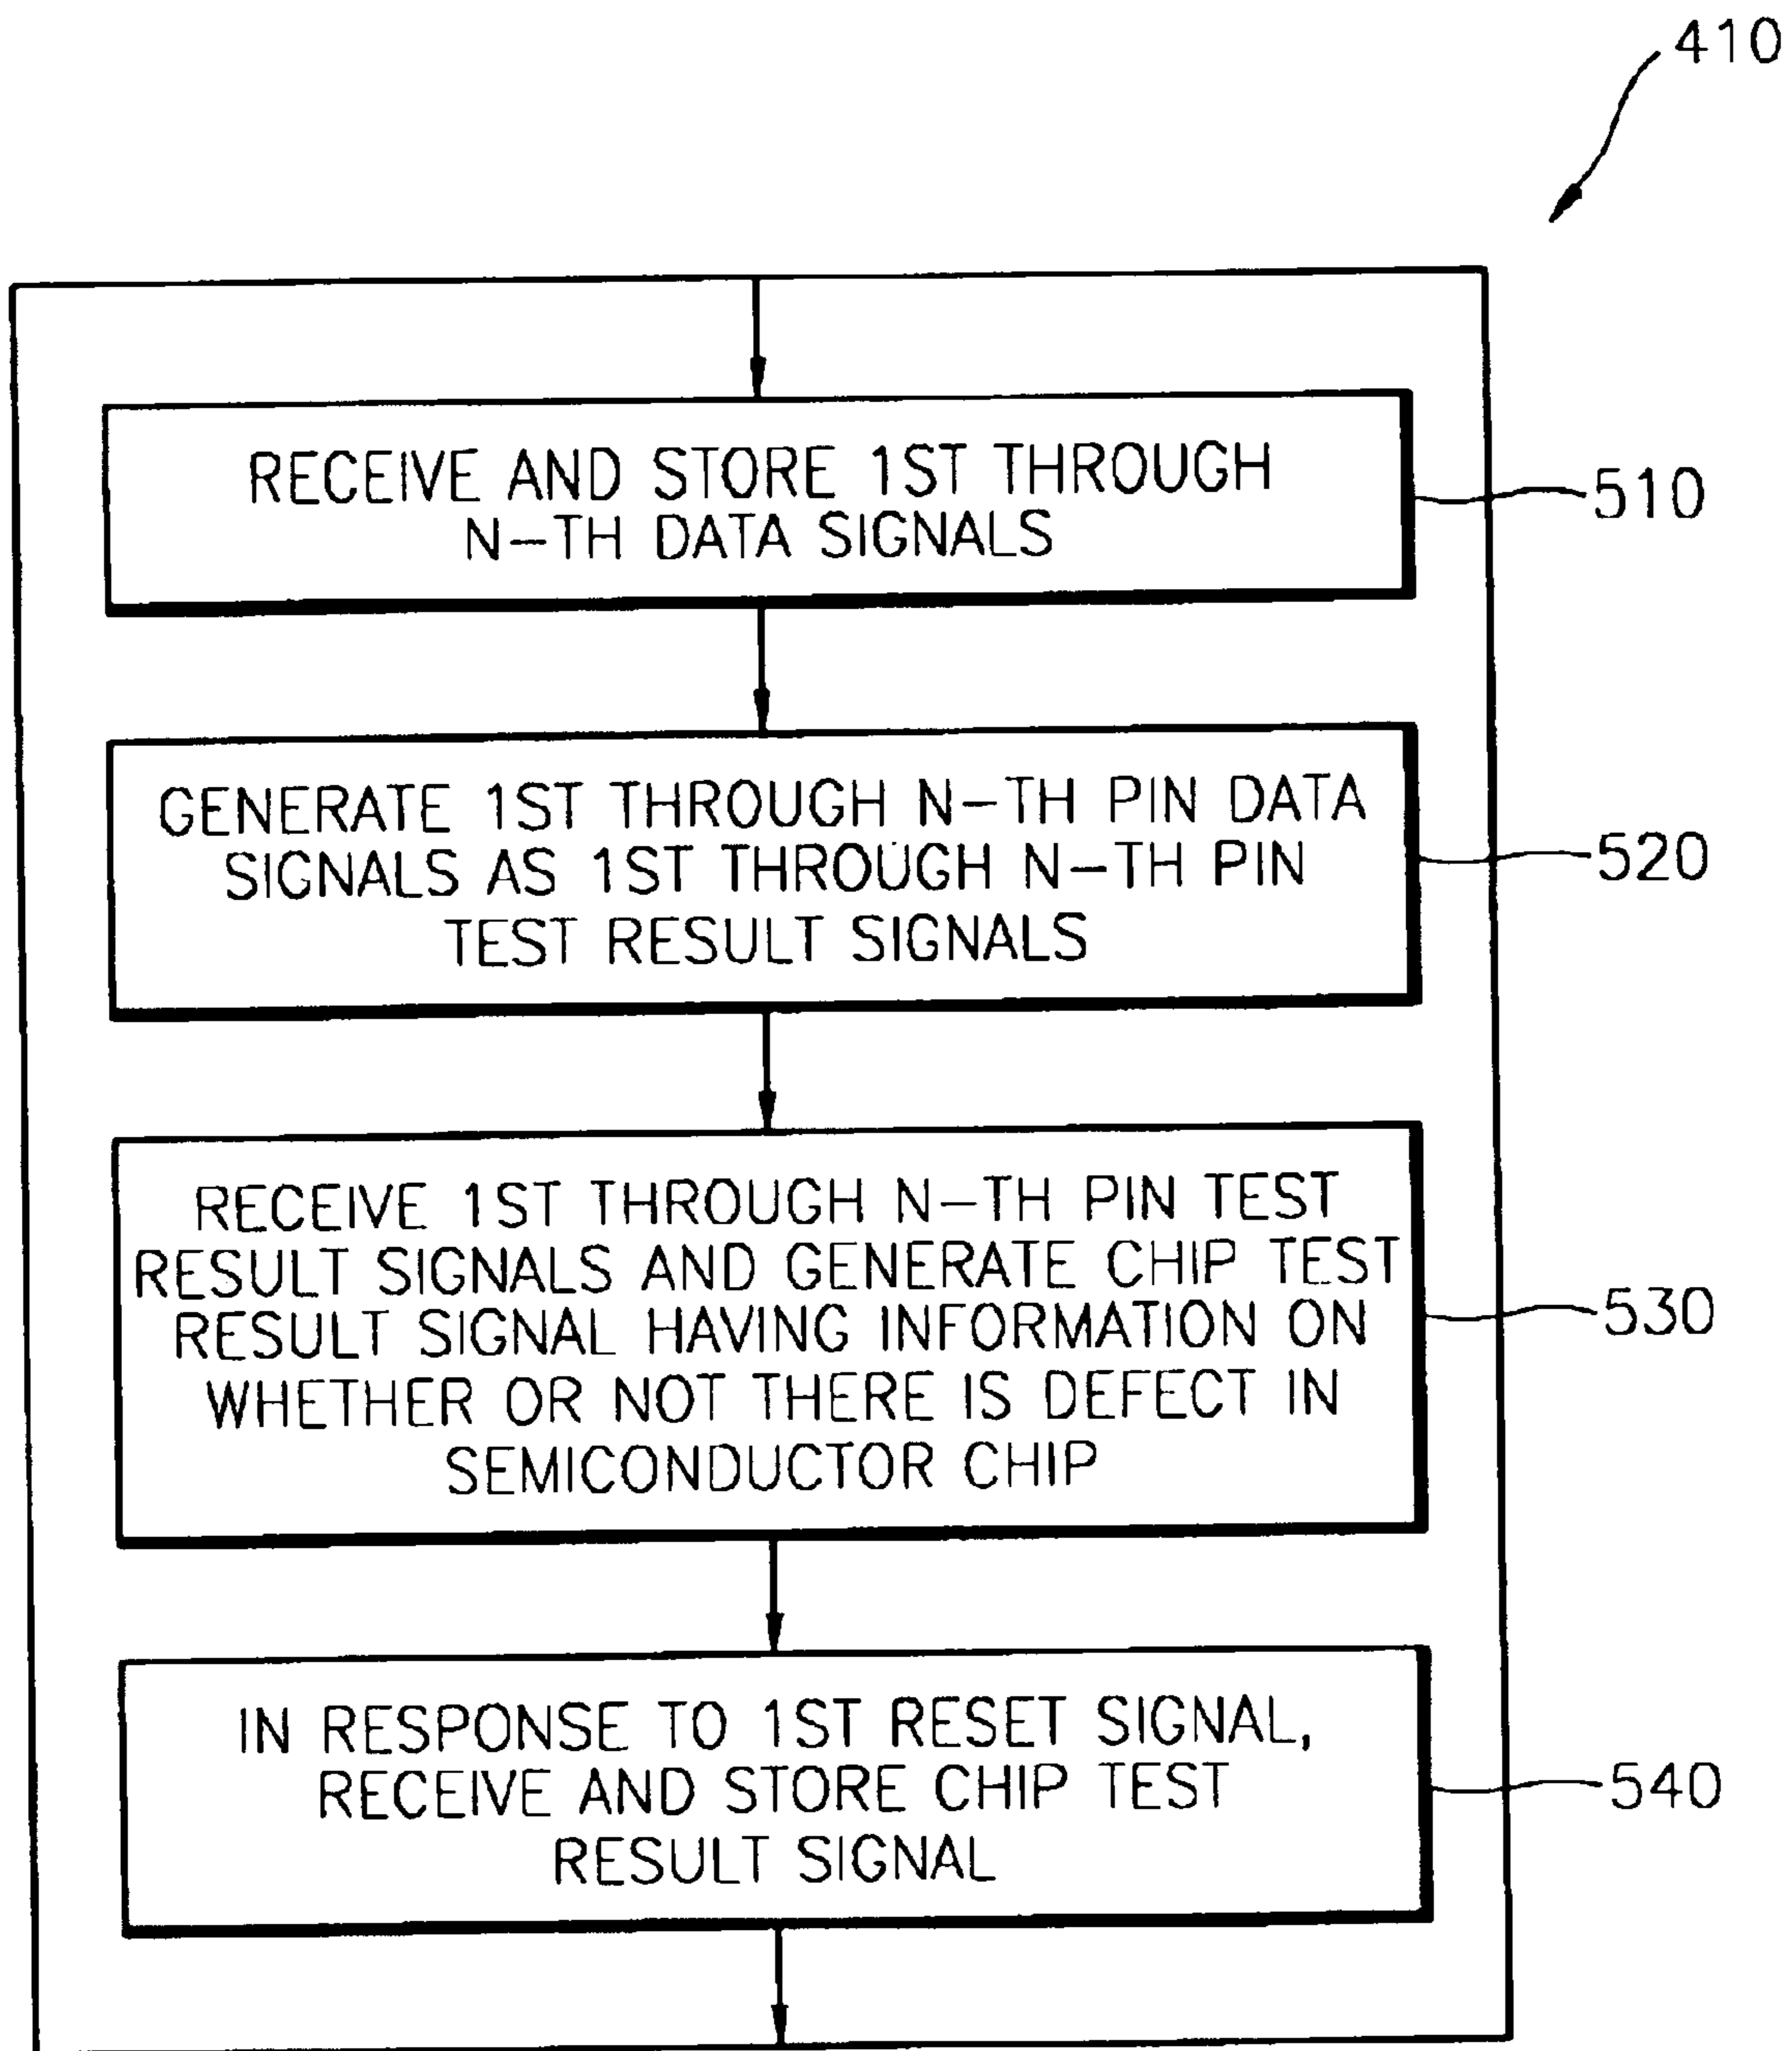 410
RECEIVE AND STORE 1ST THROUGH
N-TH DATA SIGNALS
510
GENERATE 1ST THROUGH N-TH PIN DATA
SIGNALS AS 1ST THROUGH N-TH PIN
TEST RESULT SIGNALS
520
RECEIVE 1ST THROUGH N-TH PIN TEST
RESULT SIGNALS AND GENERATE CHIP TEST
RESULT SIGNAL HAVING INFORMATION ON
WHETHER OR NOT THERE IS DEFECT IN
SEMICONDUCTOR CHIP
530
IN RESPONSE TO 1ST RESET SIGNAL,
RECEIVE AND STORE CHIP TEST
RESULT SIGNAL
540